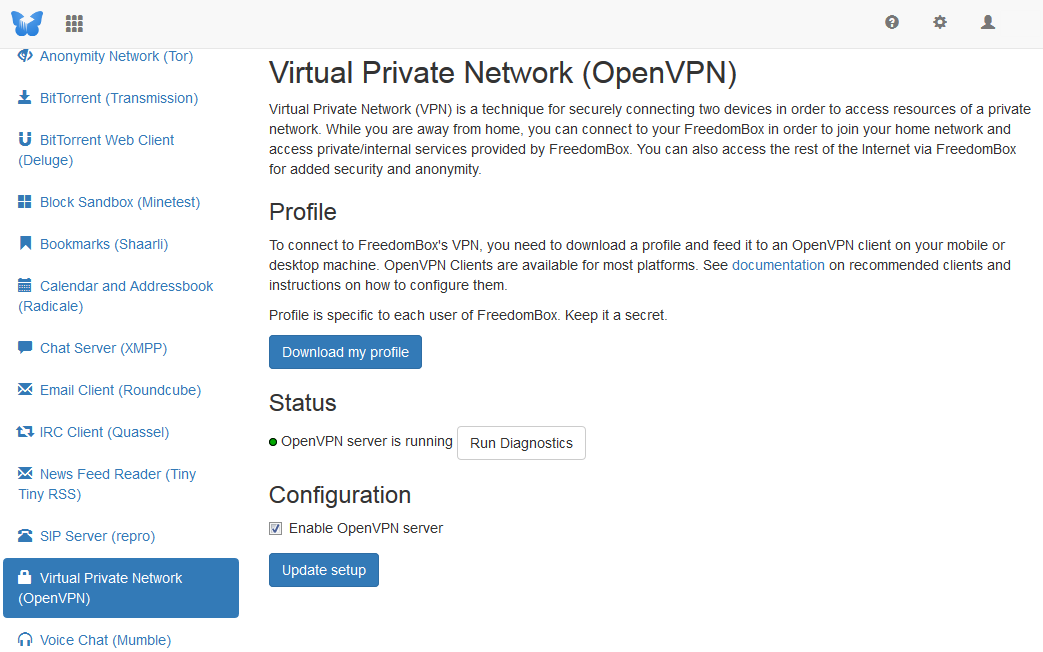 Anonymity Network (Tor)
BitTorrent (Transmission)
BitTorrent Web Client
(Deluge)
Block Sandbox (Minetest)
Bookmarks (Shaarli)
Calendar and Addressbook
(Radicale)
Chat Server (XMPP)
Email Client (Roundcube)
IRC Client (Quassel)
News Feed Reader (Tiny
Tiny RSS)
SIP Server (repro)
Virtual Private Network
(OpenVPN)
Voice Chat (Mumble)
Virtual Private Network (OpenVPN)
Virtual Private Network (VPN) is a technique for securely connecting two devices in order to access resources of a private
network. While you are away from home, you can connect to your FreedomBox in order to join your home network and
access private/internal services provided by FreedomBox. You can also access the rest of the Internet via FreedomBox
for added security and anonymity.
Profile
To connect to FreedomBox's VPN, you need to download a profile and feed it to an OpenVPN client on your mobile or
desktop machine. OpenVPN Clients are available for most platforms. See documentation on recommended clients and
instructions on how to configure them.
Profile is specific to each user of FreedomBox. Keep it a secret.
Download my profile
Status
OpenVPN server is running Run Diagnostics
Configuration
Enable OpenVPN server
Update setup